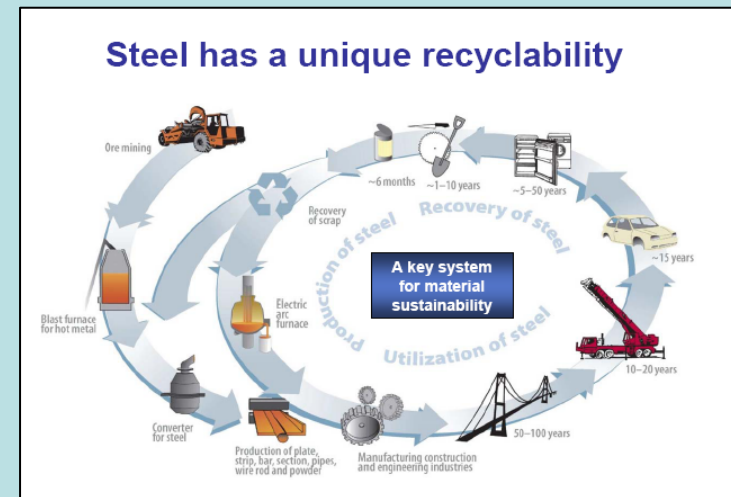 Steel has a unique recyclability
Ore mining
~6 months
~1–10 years
~5–50 years
Recovery
of scrap
Production of steel
Recovery of steel
Utilization of steel
A key system
for material
sustainability
~15 years
Blast furnace
for hot metal
Electric
arc
furnace
10–20 years
Converter
for steel
Production of plate,
strip, bar, section, pipes,
wire rod and powder
Manufacturing construction
and engineering industries
50–100 years